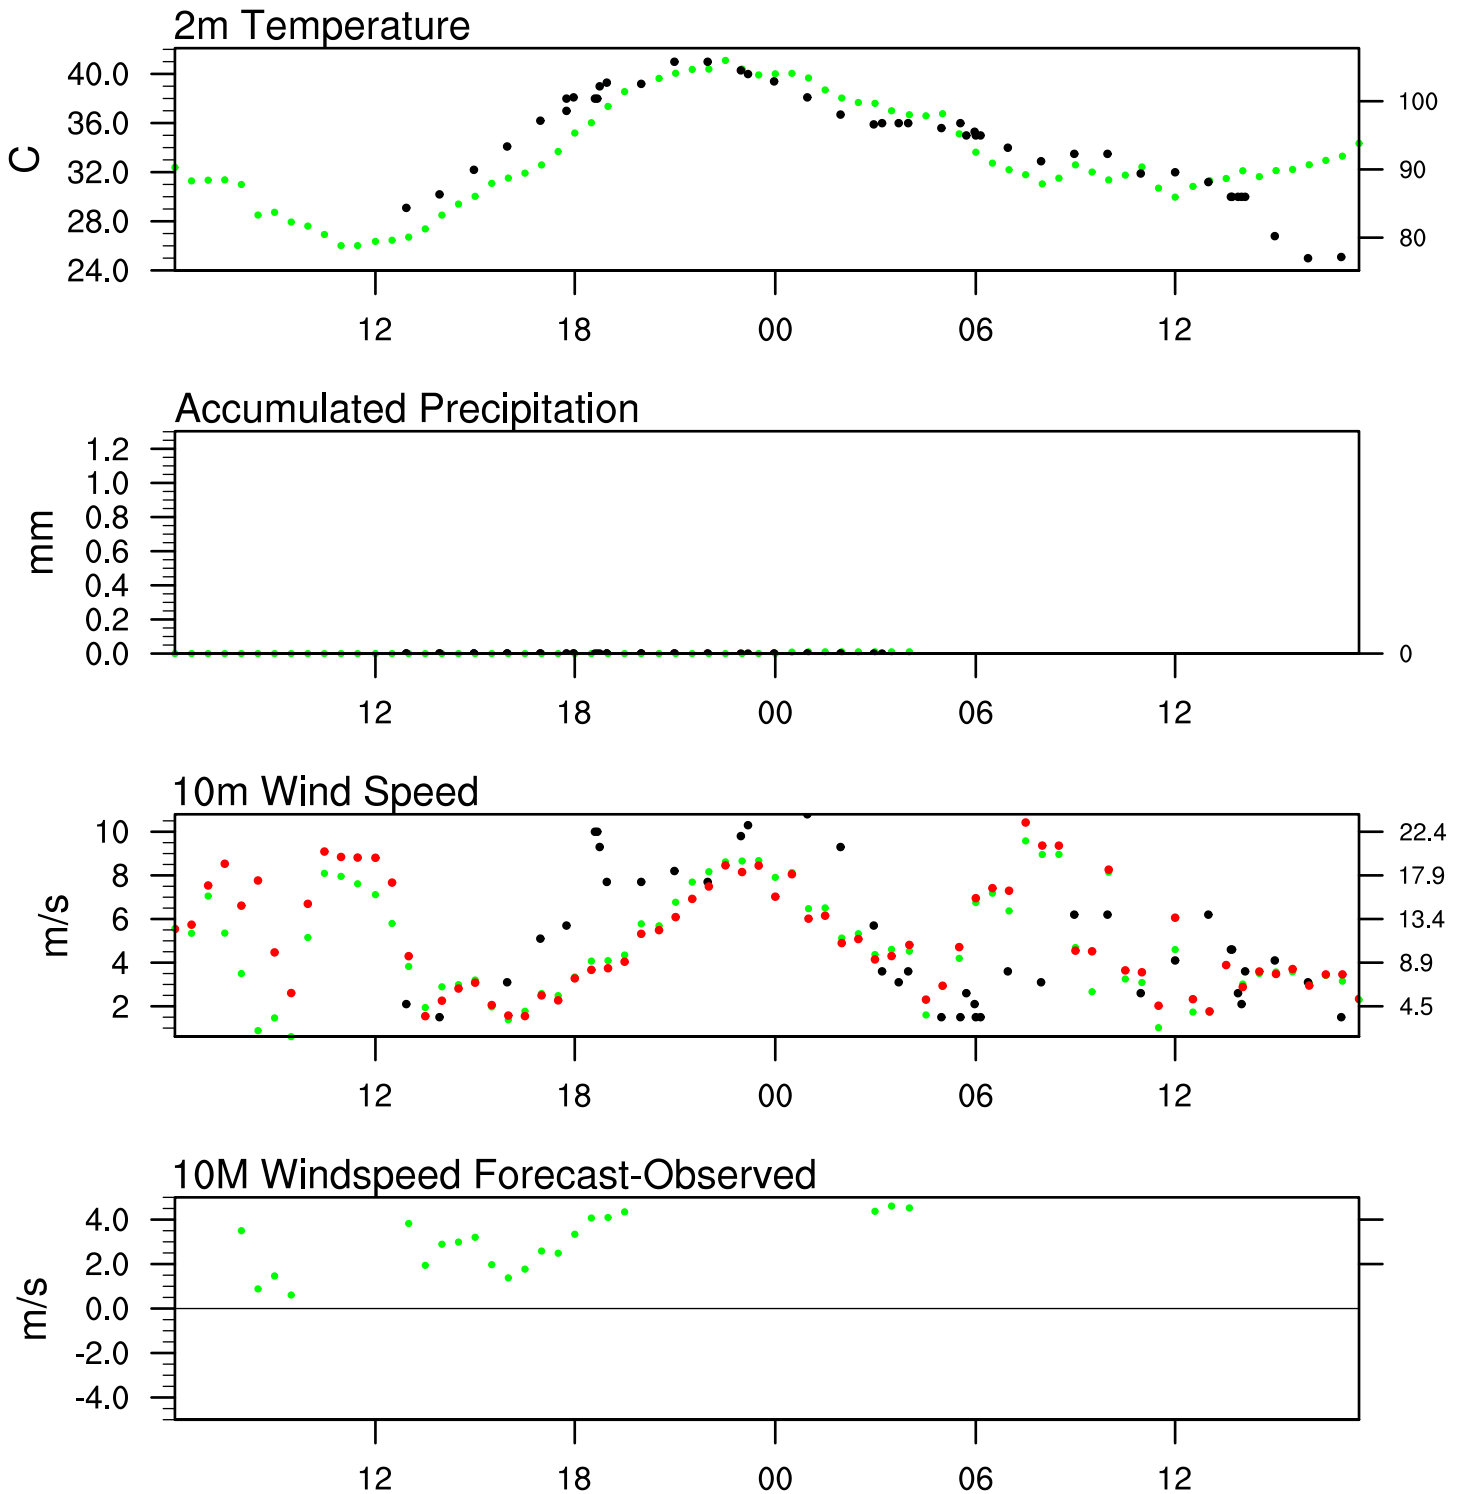 2m Temperature
40.0
36.0
32.0
28.0
24.0
C
100
90
80
12 18 00 06 12
Accumulated Precipitation
1.2
1.0
0.8
0.6
0.4
0.2
0.0
mm
0
12 18 00 06 12
10m Wind Speed
10
8
6
4
2
m/s
22.4
17.9
13.4
8.9
4.5
12 18 00 06 12
10M Windspeed Forecast-Observed
4.0
2.0
0.0
-2.0
-4.0
m/s
12 18 00 06 12